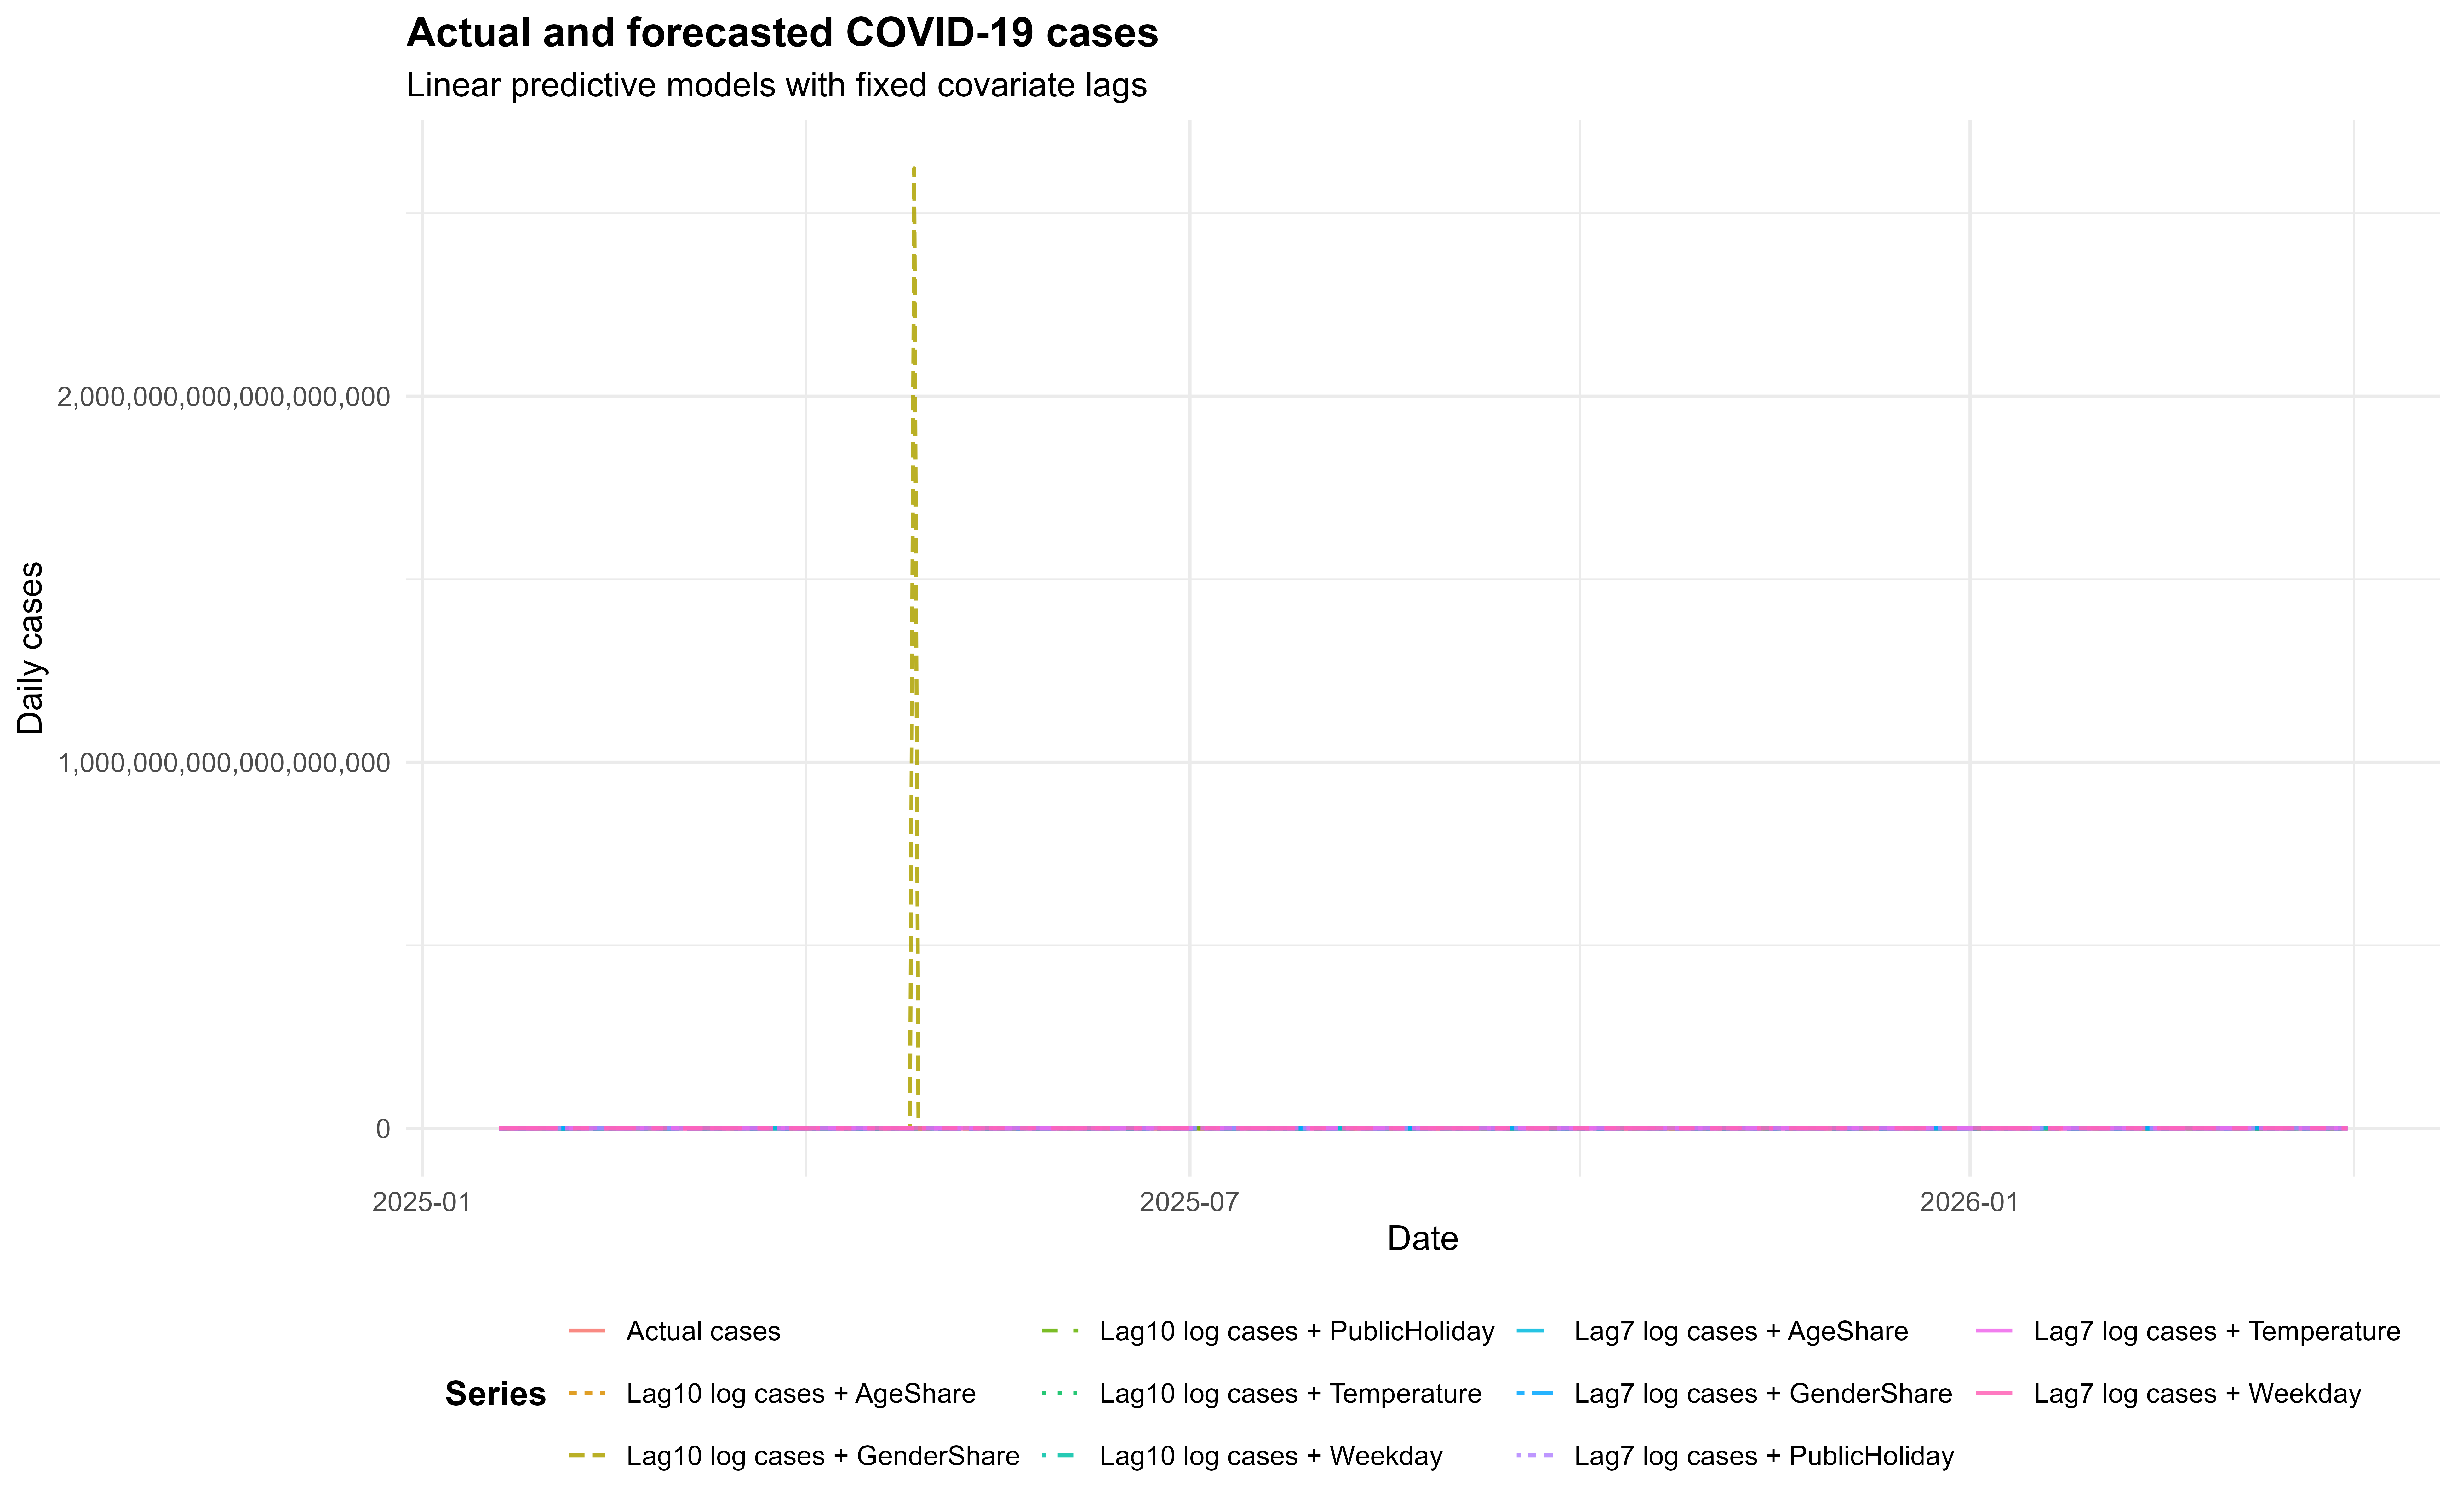 Actual and forecasted COVID-19 cases
Linear predictive models with fixed covariate lags
Daily cases
2,000,000,000,000,000,000
1,000,000,000,000,000,000
0
2025-01
2025-07
2026-01
Date
Series
Actual cases
Lag10 log cases + AgeShare
Lag10 log cases + GenderShare
Lag10 log cases + PublicHoliday
Lag10 log cases + Temperature
Lag10 log cases + Weekday
Lag7 log cases + AgeShare
Lag7 log cases + GenderShare
Lag7 log cases + PublicHoliday
Lag7 log cases + Temperature
Lag7 log cases + Weekday